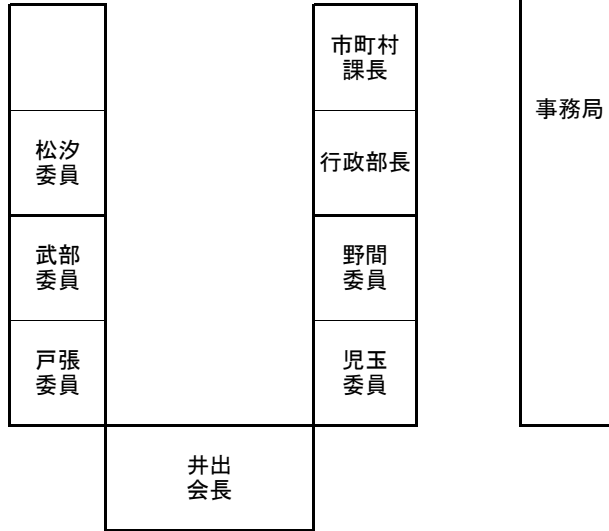 市町村
課長
事務局
松汐
委員
行政部長
武部
委員
野間
委員
戸張
委員
児玉
委員
井出
会長